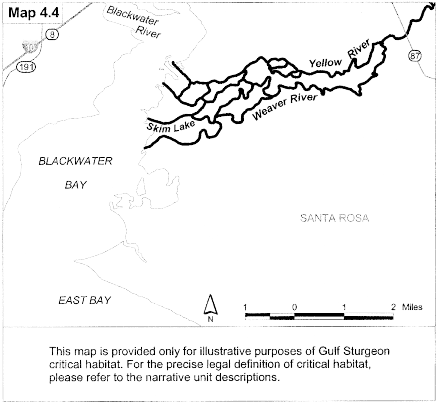 Map 4.4
Blackwater
River
8
191
87
Yellow River
Weaver River
Skim Lake
BLACKWATER
BAY
SANTA ROSA
EAST BAY
N
1 0 1 2 Miles
This map is provided only for illustrative purposes of Gulf Sturgeon
critical habitat. For the precise legal definition of critical habitat,
please refer to the narrative unit descriptions.